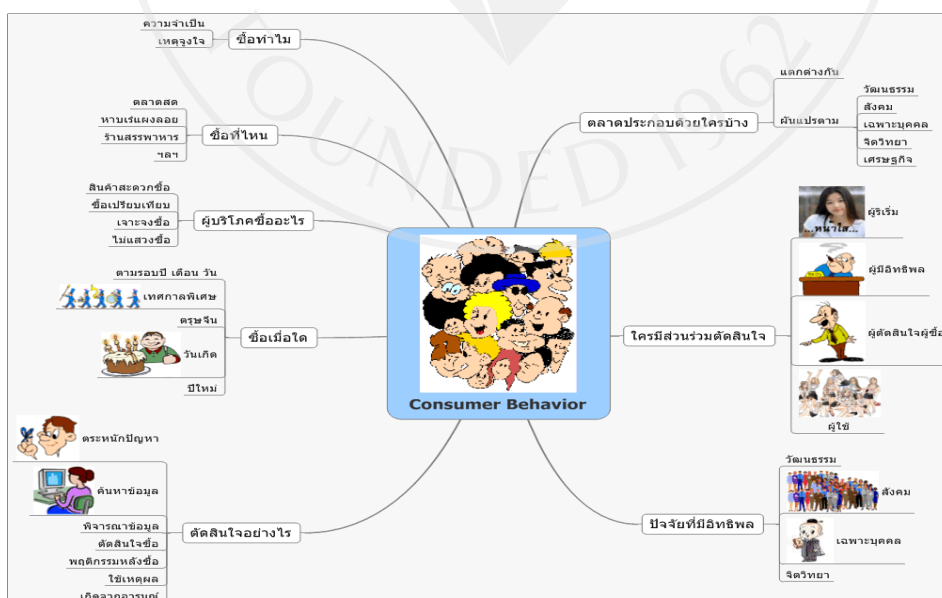 FOUNDED 1962
ความจำเป็น
เหตุจูงใจ
ซื้อทำไม
ตลาดสด
หาบเร่แผงลอย
ร้านสรรพาหาร
ฯลฯ
ซื้อที่ไหน
สินค้าสะดวกซื้อ
ซื้อเปรียบเทียบ
เจาะจงซื้อ
ไม่แสวงซื้อ
ผู้บริโภคซื้ออะไร
ตามรอบปี เดือน วัน
เทศกาลพิเศษ
ตรุษจีน
วันเกิด
ปีใหม่
ซื้อเมื่อใด
ตระหนักปัญหา
ค้นหาข้อมูล
พิจารณาข้อมูล
ตัดสินใจซื้อ
พฤติกรรมหลังซื้อ
ใช้เหตุผล
เกิดจากอารมณ์
ตัดสินใจอย่างไร
Consumer Behavior
ตลาดประกอบด้วยใครบ้าง
แตกต่างกัน
ผันแปรตาม
วัฒนธรรม
สังคม
เฉพาะบุคคล
จิตวิทยา
เศรษฐกิจ
ใครมีส่วนร่วมตัดสินใจ
...หน้าใส...
ผู้ริเริ่ม
ผู้มีอิทธิพล
ผู้ตัดสินใจผู้ซื้อ
ผู้ใช้
ปัจจัยที่มีอิทธิพล
วัฒนธรรม
สังคม
เฉพาะบุคคล
จิตวิทยา